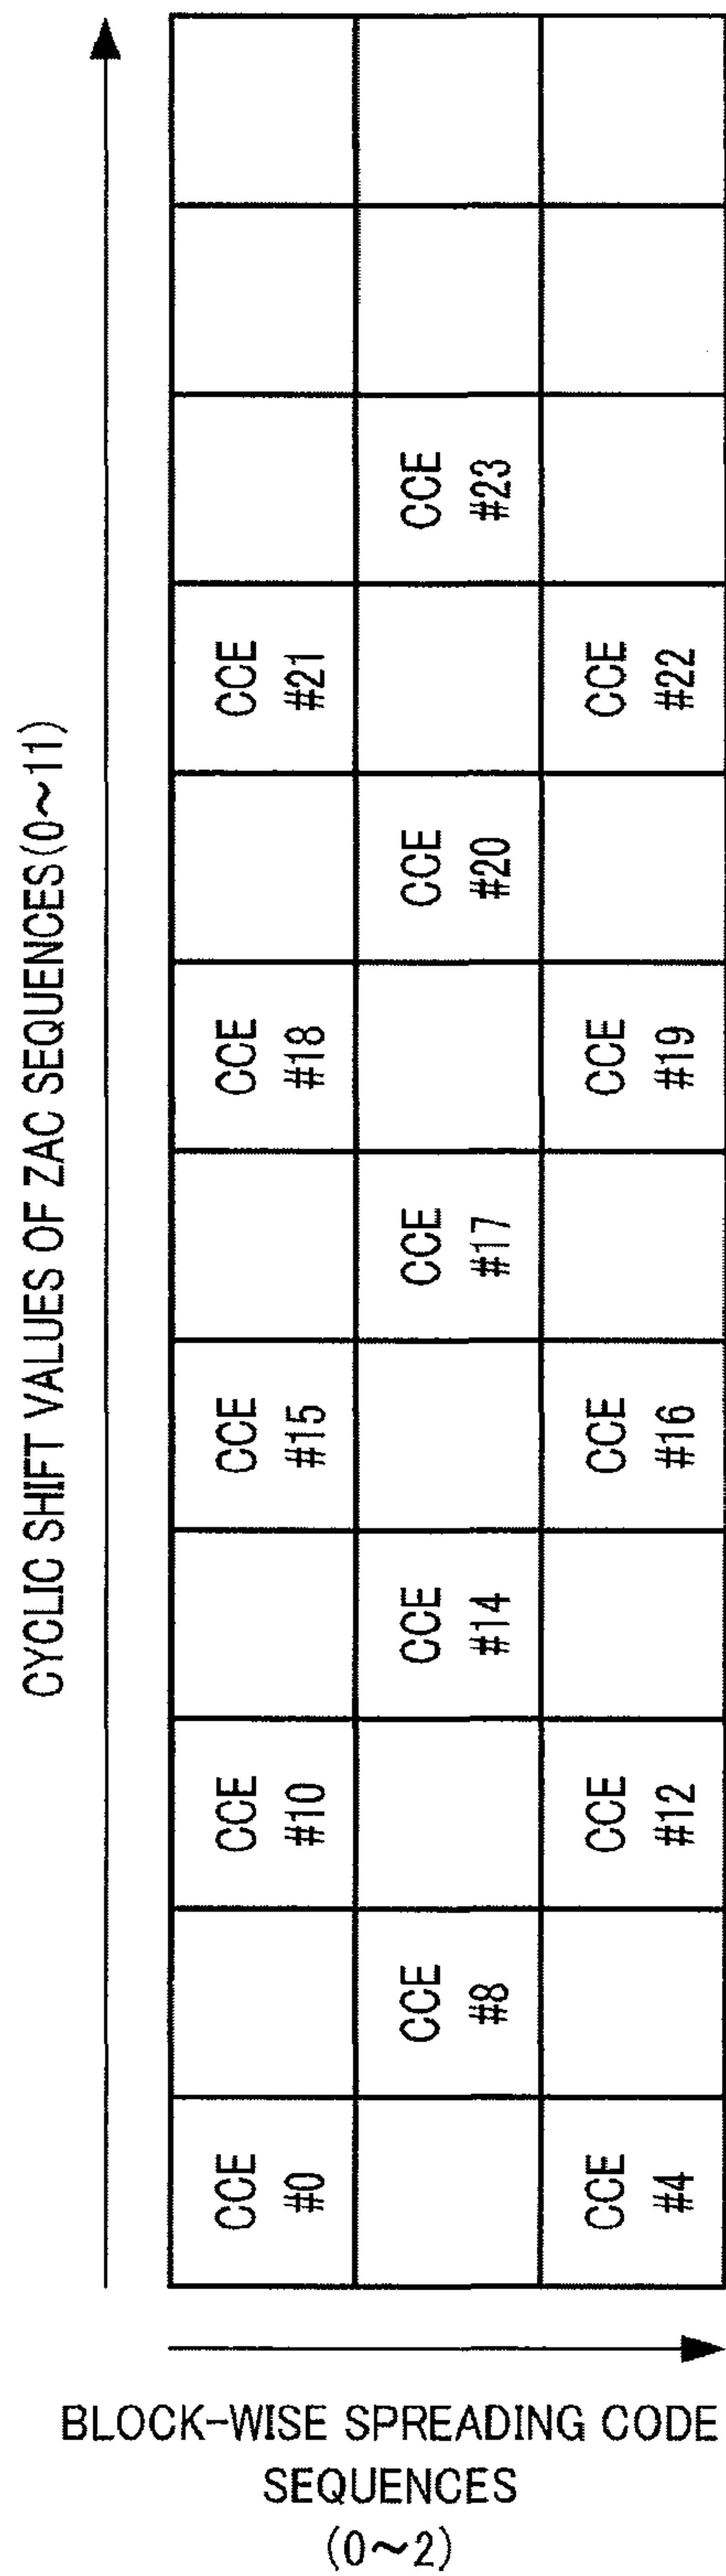 CYCLIC SHIFT VALUES OF ZAC SEQUENCES(0~11)
CCE
#0
CCE
#10
CCE
#15
CCE
#18
CCE
#21
CCE
#8
CCE
#14
CCE
#17
CCE
#20
CCE
#23
CCE
#4
CCE
#12
CCE
#16
CCE
#19
CCE
#22
BLOCK-WISE SPREADING CODE
SEQUENCES
(0~2)